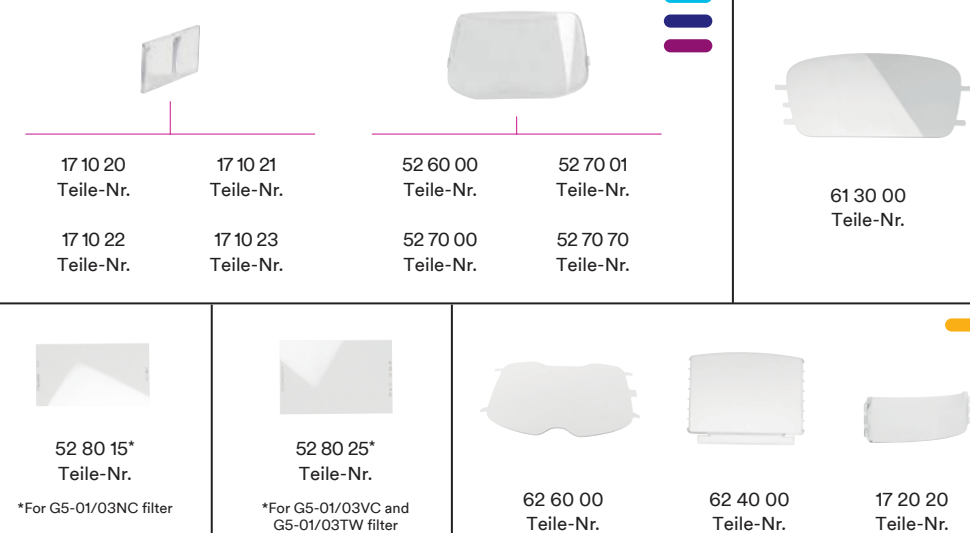 17 10 20
Teile-Nr.
17 10 21
Teile-Nr.
17 10 22
Teile-Nr.
17 10 23
Teile-Nr.
52 60 00
Teile-Nr.
52 70 01
Teile-Nr.
52 70 00
Teile-Nr.
52 70 70
Teile-Nr.
61 30 00
Teile-Nr.
52 80 15*
Teile-Nr.
*For G5-01/03NC filter
52 80 25*
Teile-Nr.
*For G5-01/03VC and
G5-01/03TW filter
62 60 00
Teile-Nr.
62 40 00
Teile-Nr.
17 20 20
Teile-Nr.